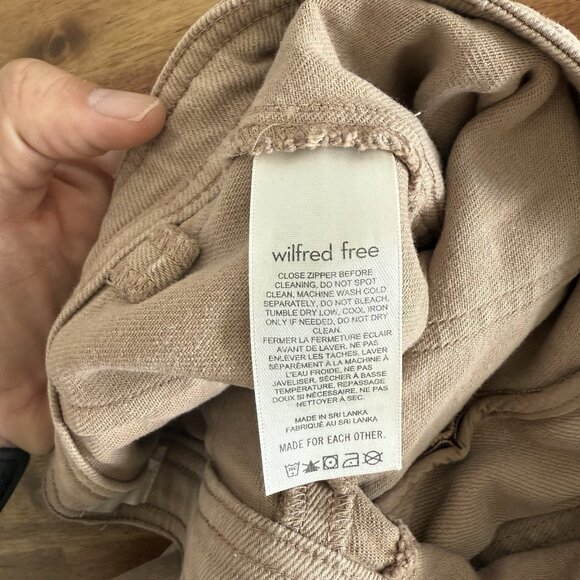 wilfred free
CLOSE ZIPPER BEFORE
CLEANING, DO NOT SPOT
CLEAN, MACHINE WASH COLD
SEPARATELY, DO NOT BLEACH,
TUMBLE DRY LOW, COOL IRON
ONLY IF NEEDED, DO NOT DRY
CLEAN.
FERMER LA FERMETURE ÉCLAIR
AVANT DE LAVER, NE PAS
ENLEVER LES TACHES, LAVER
SÉPAREMENT À LA MACHINE À
L'EAU FROIDE, NE PAS
JAVELISER, SÉCHER À BASSE
TEMPÉRATURE, REPASSAGE
DOUX SI NÉCESSAIRE, NE PAS
NETTOYER À SEC.
MADE IN SRI LANKA
FABRIQUÉ AU SRI LANKA
MADE FOR EACH OTHER.